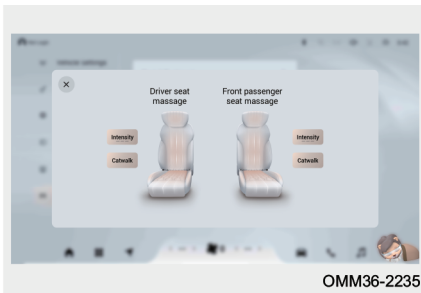 Driver seat
massage
Front passenger
seat massage
Intensity
Catwalk
Intensity
Catwalk
OMM36-2235